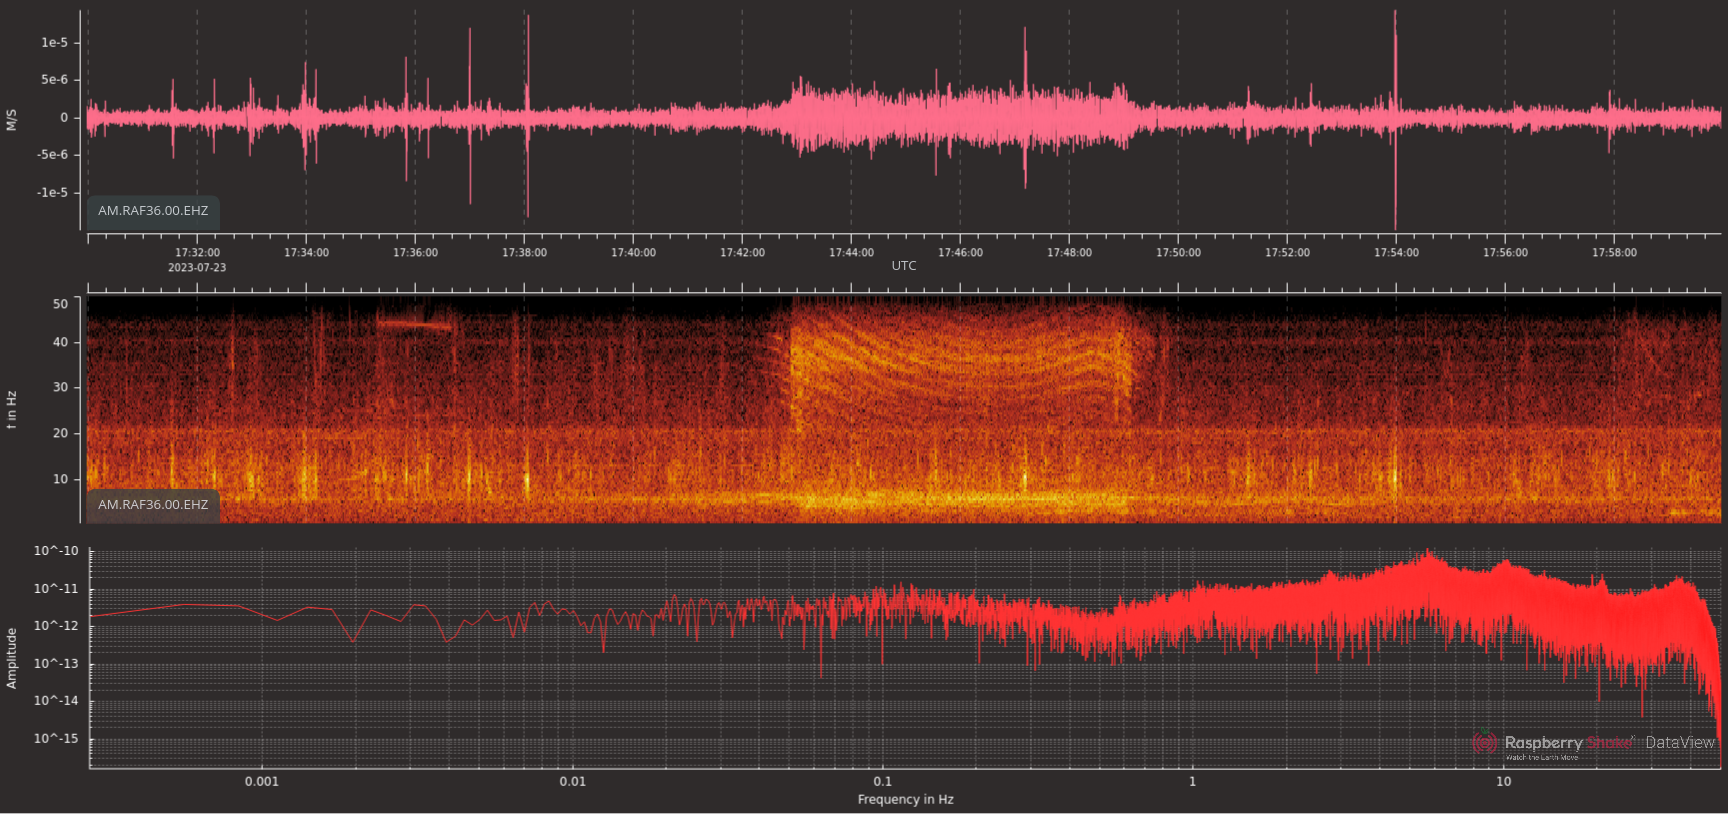 1e-5
5e-6
0
-5e-6
-1e-5
M/S
AM.RAF36.00.EHZ
17:32:00 17:34:00 17:36:00 17:38:00 17:40:00 17:42:00 17:44:00 17:46:00 17:48:00 17:50:00 17:52:00 17:54:00 17:56:00 17:58:00
2023-07-23
UTC
50
40
30
20
10
f in Hz
AM.RAF36.00.EHZ
10^-10
10^-11
10^-12
10^-13
10^-14
10^-15
Amplitude
Raspberry Shake DataView
Watch the Earth Move
0.001 0.01 0.1 1 10
Frequency in Hz